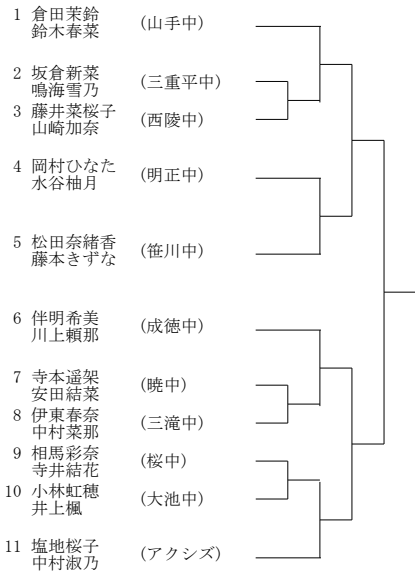 1 倉田茉鈴 (山手中)
鈴木春菜
2 坂倉新菜 (三重平中)
鳴海雪乃
3 藤井菜桜子 (西陵中)
山崎加奈
4 岡村ひなた (明正中)
水谷柚月
5 松田奈緒香 (笹川中)
藤本きずな
6 伴明希美 (成徳中)
川上頼那
7 寺本遥架 (暁中)
安田結菜
8 伊東春奈 (三滝中)
中村菜那
9 相馬彩奈 (桜中)
寺井結花
10 小林虹穂 (大池中)
井上楓
11 塩地桜子 (アクシズ)
中村淑乃